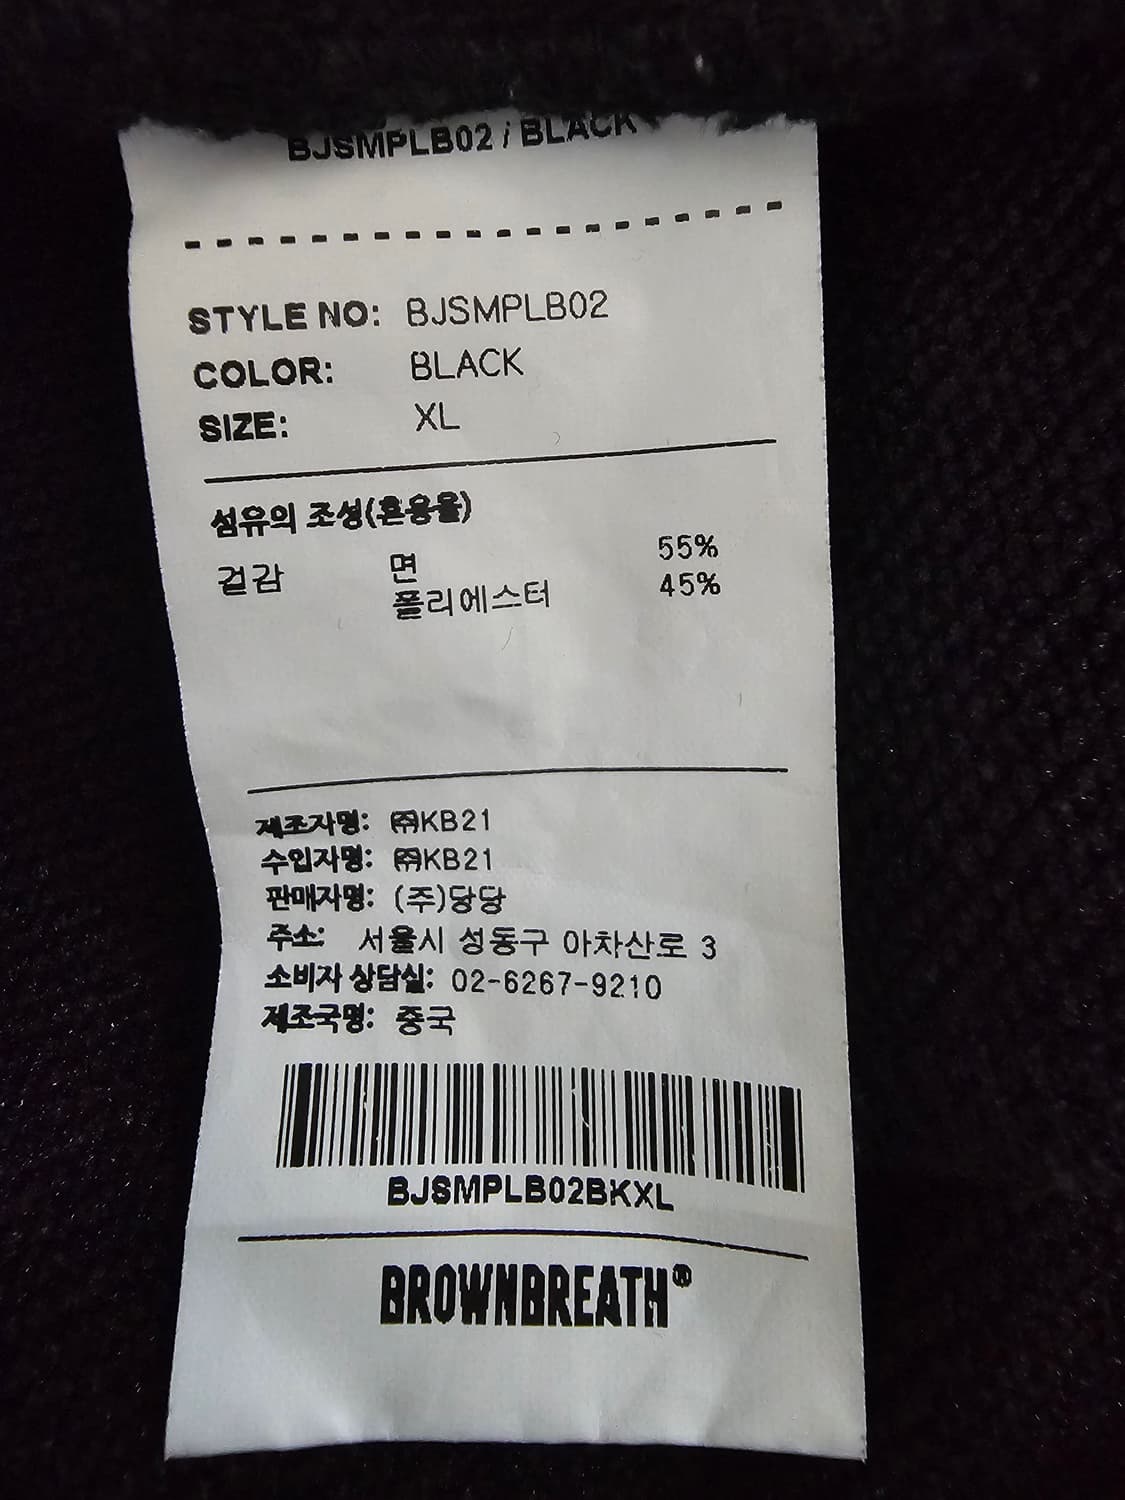 BJSMPLB02 / BLACK
STYLE NO: BJSMPLB02
COLOR: BLACK
SIZE: XL
섬유의 조성(혼용율)
겉감 면 55%
폴리에스터 45%
제조자명: ㈜KB21
수입자명: ㈜KB21
판매자명: (주)당당
주소: 서울시 성동구 아차산로 3
소비자 상담실: 02-6267-9210
제조국명: 중국
BJSMPLB02BKXL
BROWNBREATH®